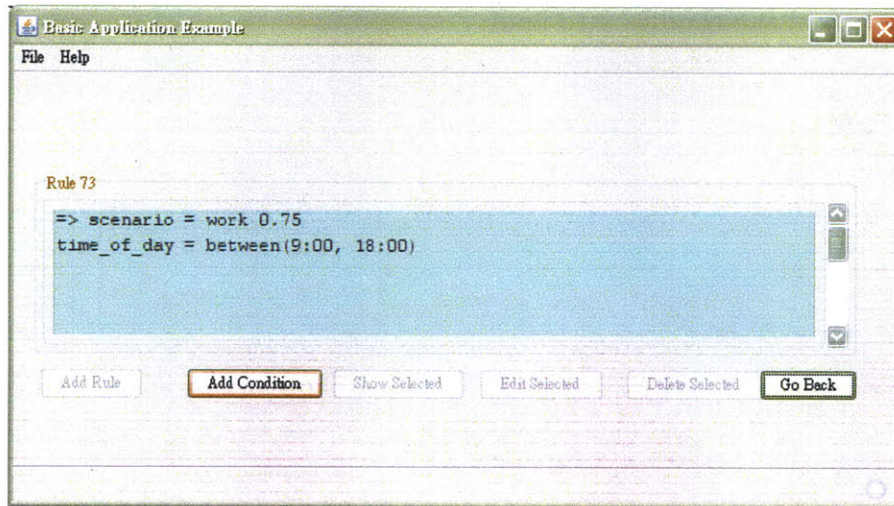 Basic Application Example
File Help
Rule 73
=> scenario = work 0.75
time_of_day = between(9:00, 18:00)
Add Rule Add Condition Show Selected Edit Selected Delete Selected Go Back